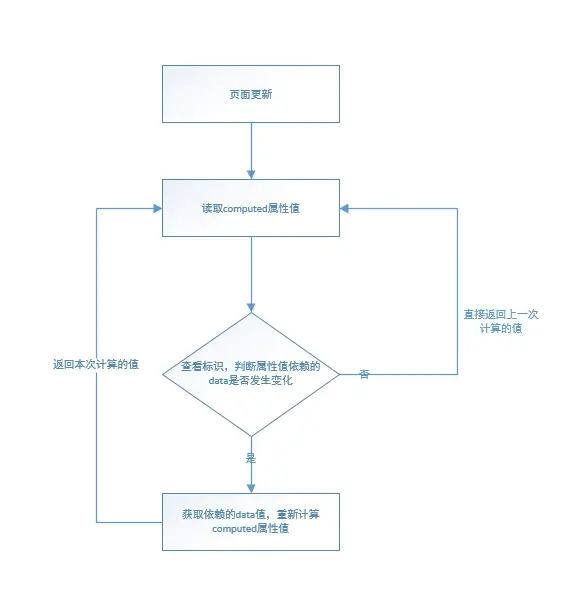 页面更新
读取computed属性值
直接返回上一次
计算的值
返回本次计算的值
查看标识，判断属性值依赖的
data是否发生变化
否
是
获取依赖的data值，重新计算
computed属性值